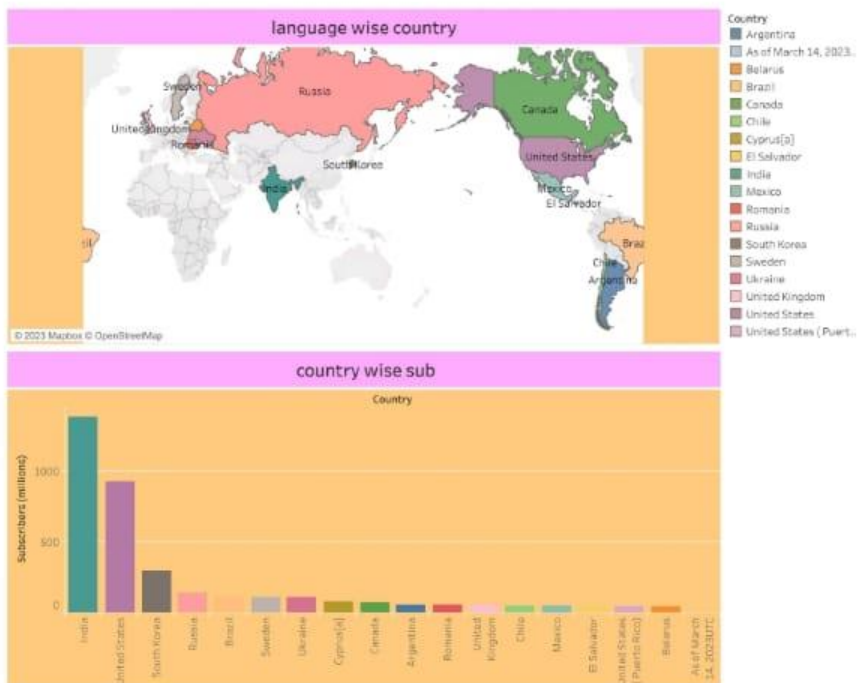 language wise country
Country
Argentina
As of March 14, 2023..
Belarus
Brazil
Canada
Chile
Cyprus[a]
El Salvador
India
Mexico
Romania
Russia
South Korea
Sweden
Ukraine
United Kingdom
United States
United States ( Puert..
Sweden
Russia
United Kingdom
Romania
South Korea
India
Canada
United States
Mexico
El Salvador
zil
Braz
Chile
Argentina
© 2023 Mapbox © OpenStreetMap
country wise sub
Country
Subscribers (millions)
1000
500
0
India
United States
South Korea
Russia
Brazil
Sweden
Ukraine
Cyprus[a]
Canada
Argentina
Romania
United
Kingdom
Chile
Mexico
El Salvador
United States
( Puerto Rico)
Belarus
As of March
14, 2023UTC